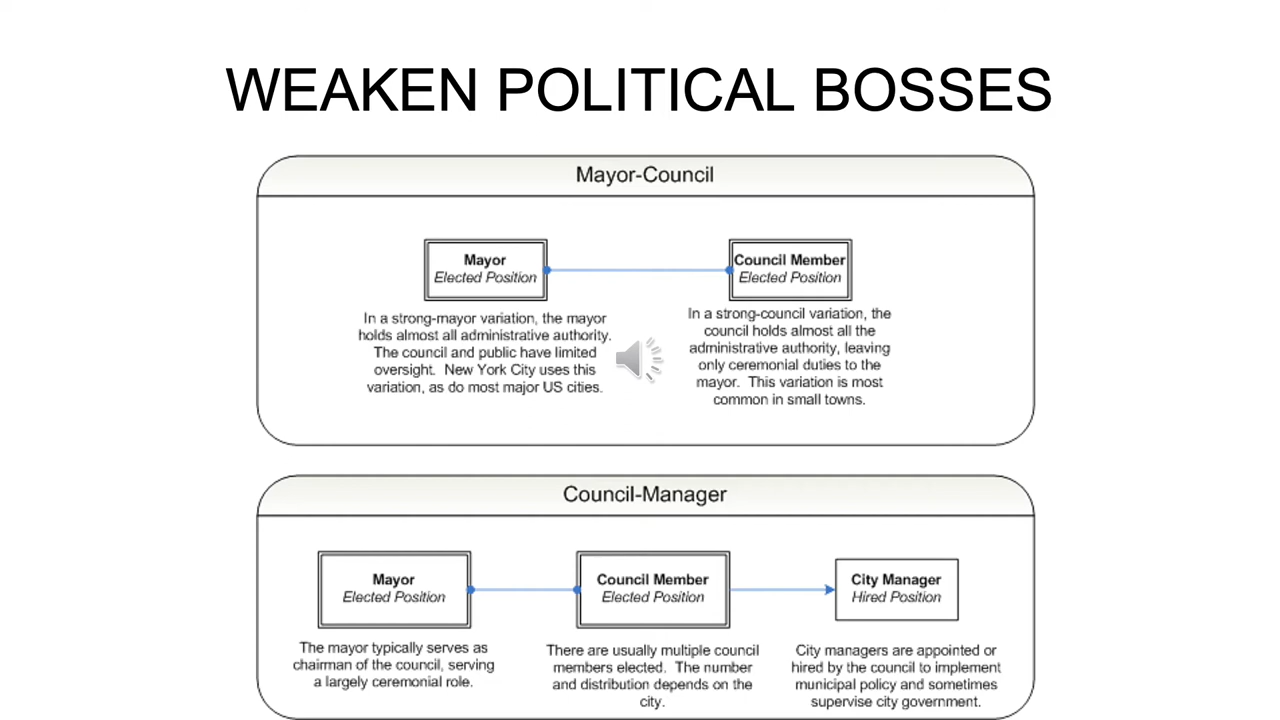 WEAKEN POLITICAL BOSSES
Mayor-Council
Mayor
Elected Position
In a strong-mayor variation, the mayor
holds almost all administrative authority.
The council and public have limited
oversight. New York City uses this
variation, as do most major US cities.
Council Member
Elected Position
In a strong-council variation, the
council holds almost all the
administrative authority, leaving
only ceremonial duties to the
mayor. This variation is most
common in small towns.
Council-Manager
Mayor
Elected Position
The mayor typically serves as
chairman of the council, serving
a largely ceremonial role.
Council Member
Elected Position
There are usually multiple council
members elected. The number
and distribution depends on the
city.
City Manager
Hired Position
City managers are appointed or
hired by the council to implement
municipal policy and sometimes
supervise city government.